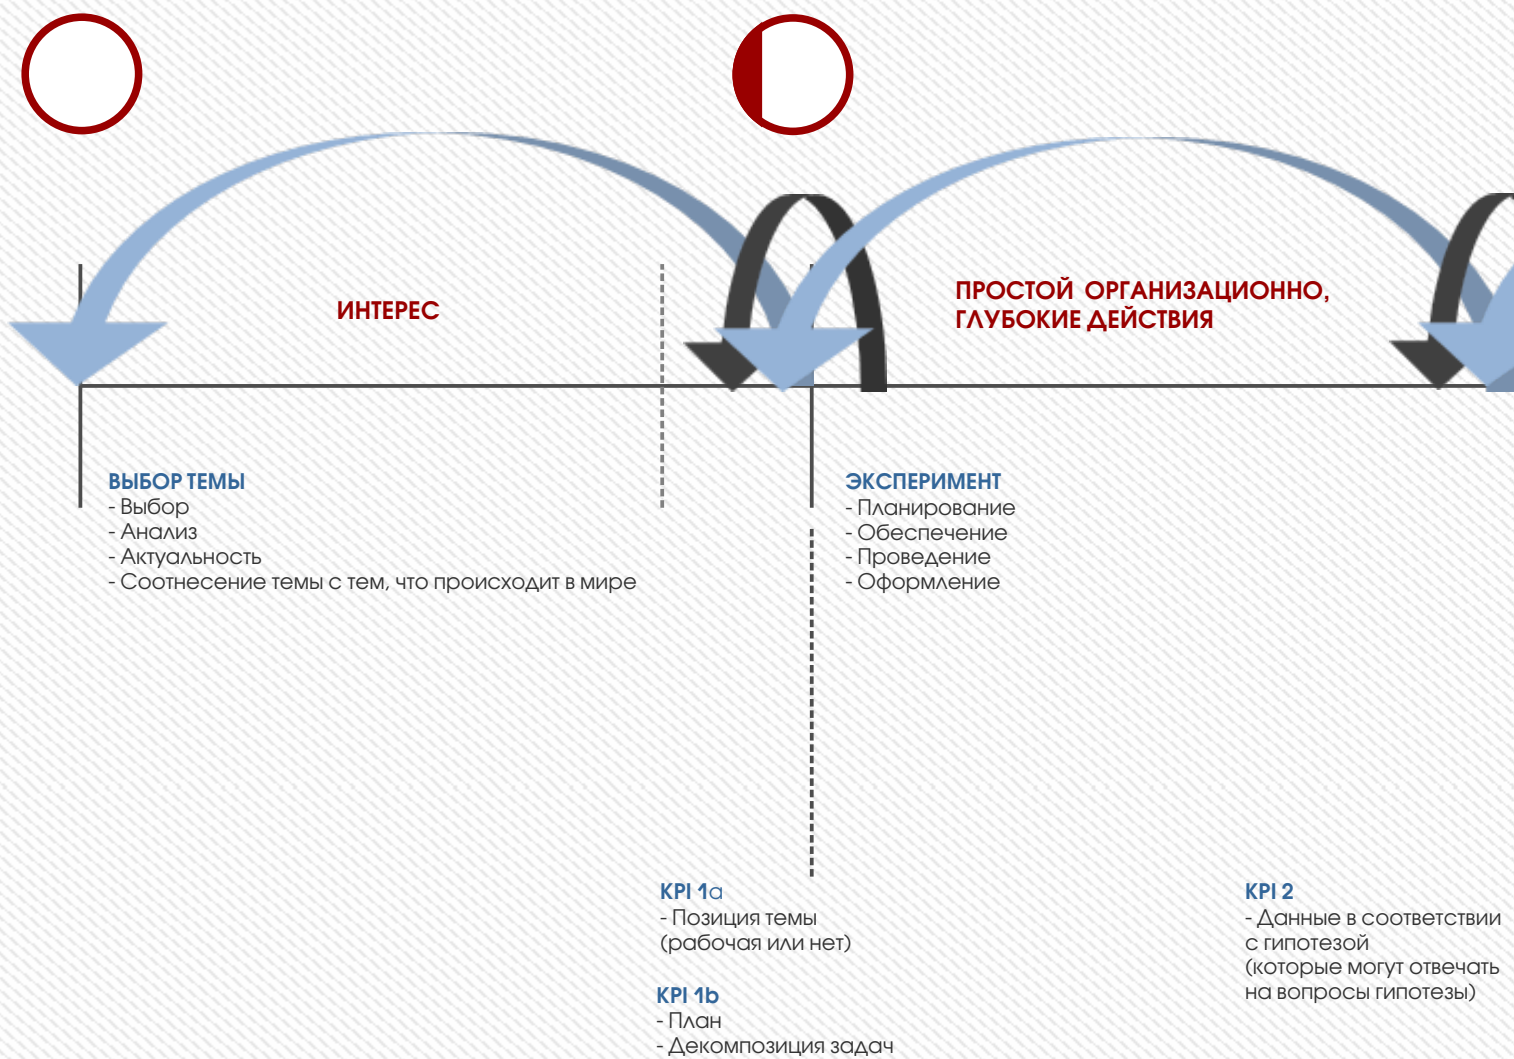 ИНТЕРЕС
ПРОСТОЙ ОРГАНИЗАЦИОННО,
ГЛУБОКИЕ ДЕЙСТВИЯ
ВЫБОР ТЕМЫ
- Выбор
- Анализ
- Актуальность
- Соотнесение темы с тем, что происходит в мире
ЭКСПЕРИМЕНТ
- Планирование
- Обеспечение
- Проведение
- Оформление
KPI 1a
- Позиция темы
(рабочая или нет)
KPI 1b
- План
- Декомпозиция задач
KPI 2
- Данные в соответствии
с гипотезой
(которые могут отвечать
на вопросы гипотезы)